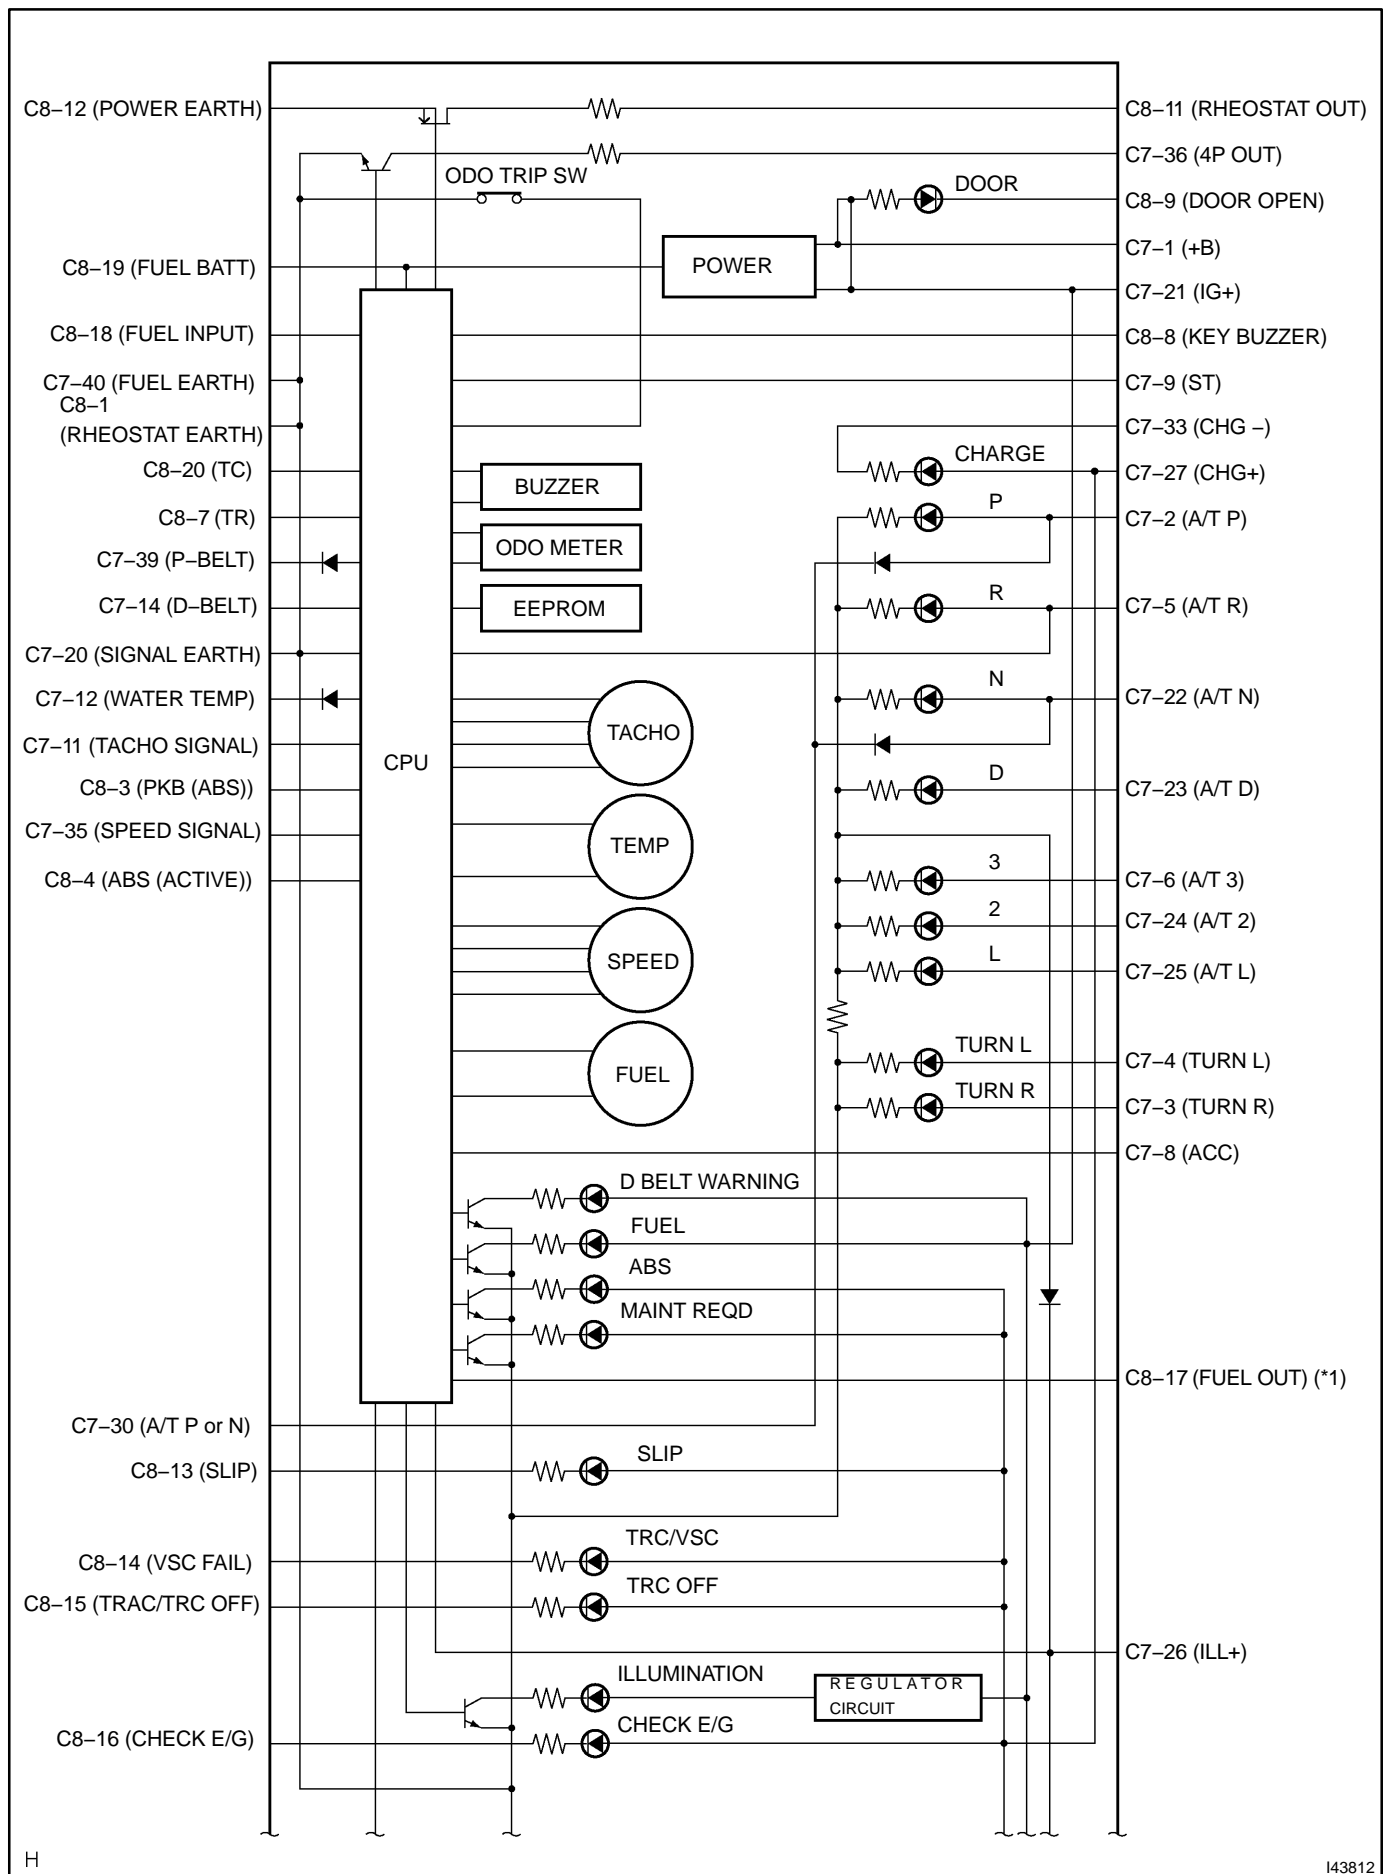 C8–12 (POWER EARTH)
C8–11 (RHEOSTAT OUT)
C7–36 (4P OUT)
ODO TRIP SW
DOOR
C8–9 (DOOR OPEN)
C7–1 (+B)
C8–19 (FUEL BATT)
POWER
C7–21 (IG+)
C8–18 (FUEL INPUT)
C8–8 (KEY BUZZER)
C7–40 (FUEL EARTH)
C7–9 (ST)
C8–1
(RHEOSTAT EARTH)
C7–33 (CHG –)
C8–20 (TC)
CHARGE
C7–27 (CHG+)
BUZZER
C8–7 (TR)
P
C7–2 (A/T P)
ODO METER
C7–39 (P–BELT)
C7–14 (D–BELT)
EEPROM
R
C7–5 (A/T R)
C7–20 (SIGNAL EARTH)
C7–12 (WATER TEMP)
N
C7–22 (A/T N)
TACHO
C7–11 (TACHO SIGNAL)
CPU
C8–3 (PKB (ABS))
D
C7–23 (A/T D)
C7–35 (SPEED SIGNAL)
TEMP
C8–4 (ABS (ACTIVE))
3
C7–6 (A/T 3)
2
C7–24 (A/T 2)
SPEED
L
C7–25 (A/T L)
TURN L
C7–4 (TURN L)
FUEL
TURN R
C7–3 (TURN R)
C7–8 (ACC)
D BELT WARNING
FUEL
ABS
MAINT REQD
C8–17 (FUEL OUT) (*1)
C7–30 (A/T P or N)
C8–13 (SLIP)
SLIP
TRC/VSC
C8–14 (VSC FAIL)
TRC OFF
C8–15 (TRAC/TRC OFF)
C7–26 (ILL+)
ILLUMINATION
REGULATOR
CIRCUIT
CHECK E/G
C8–16 (CHECK E/G)
H
I43812